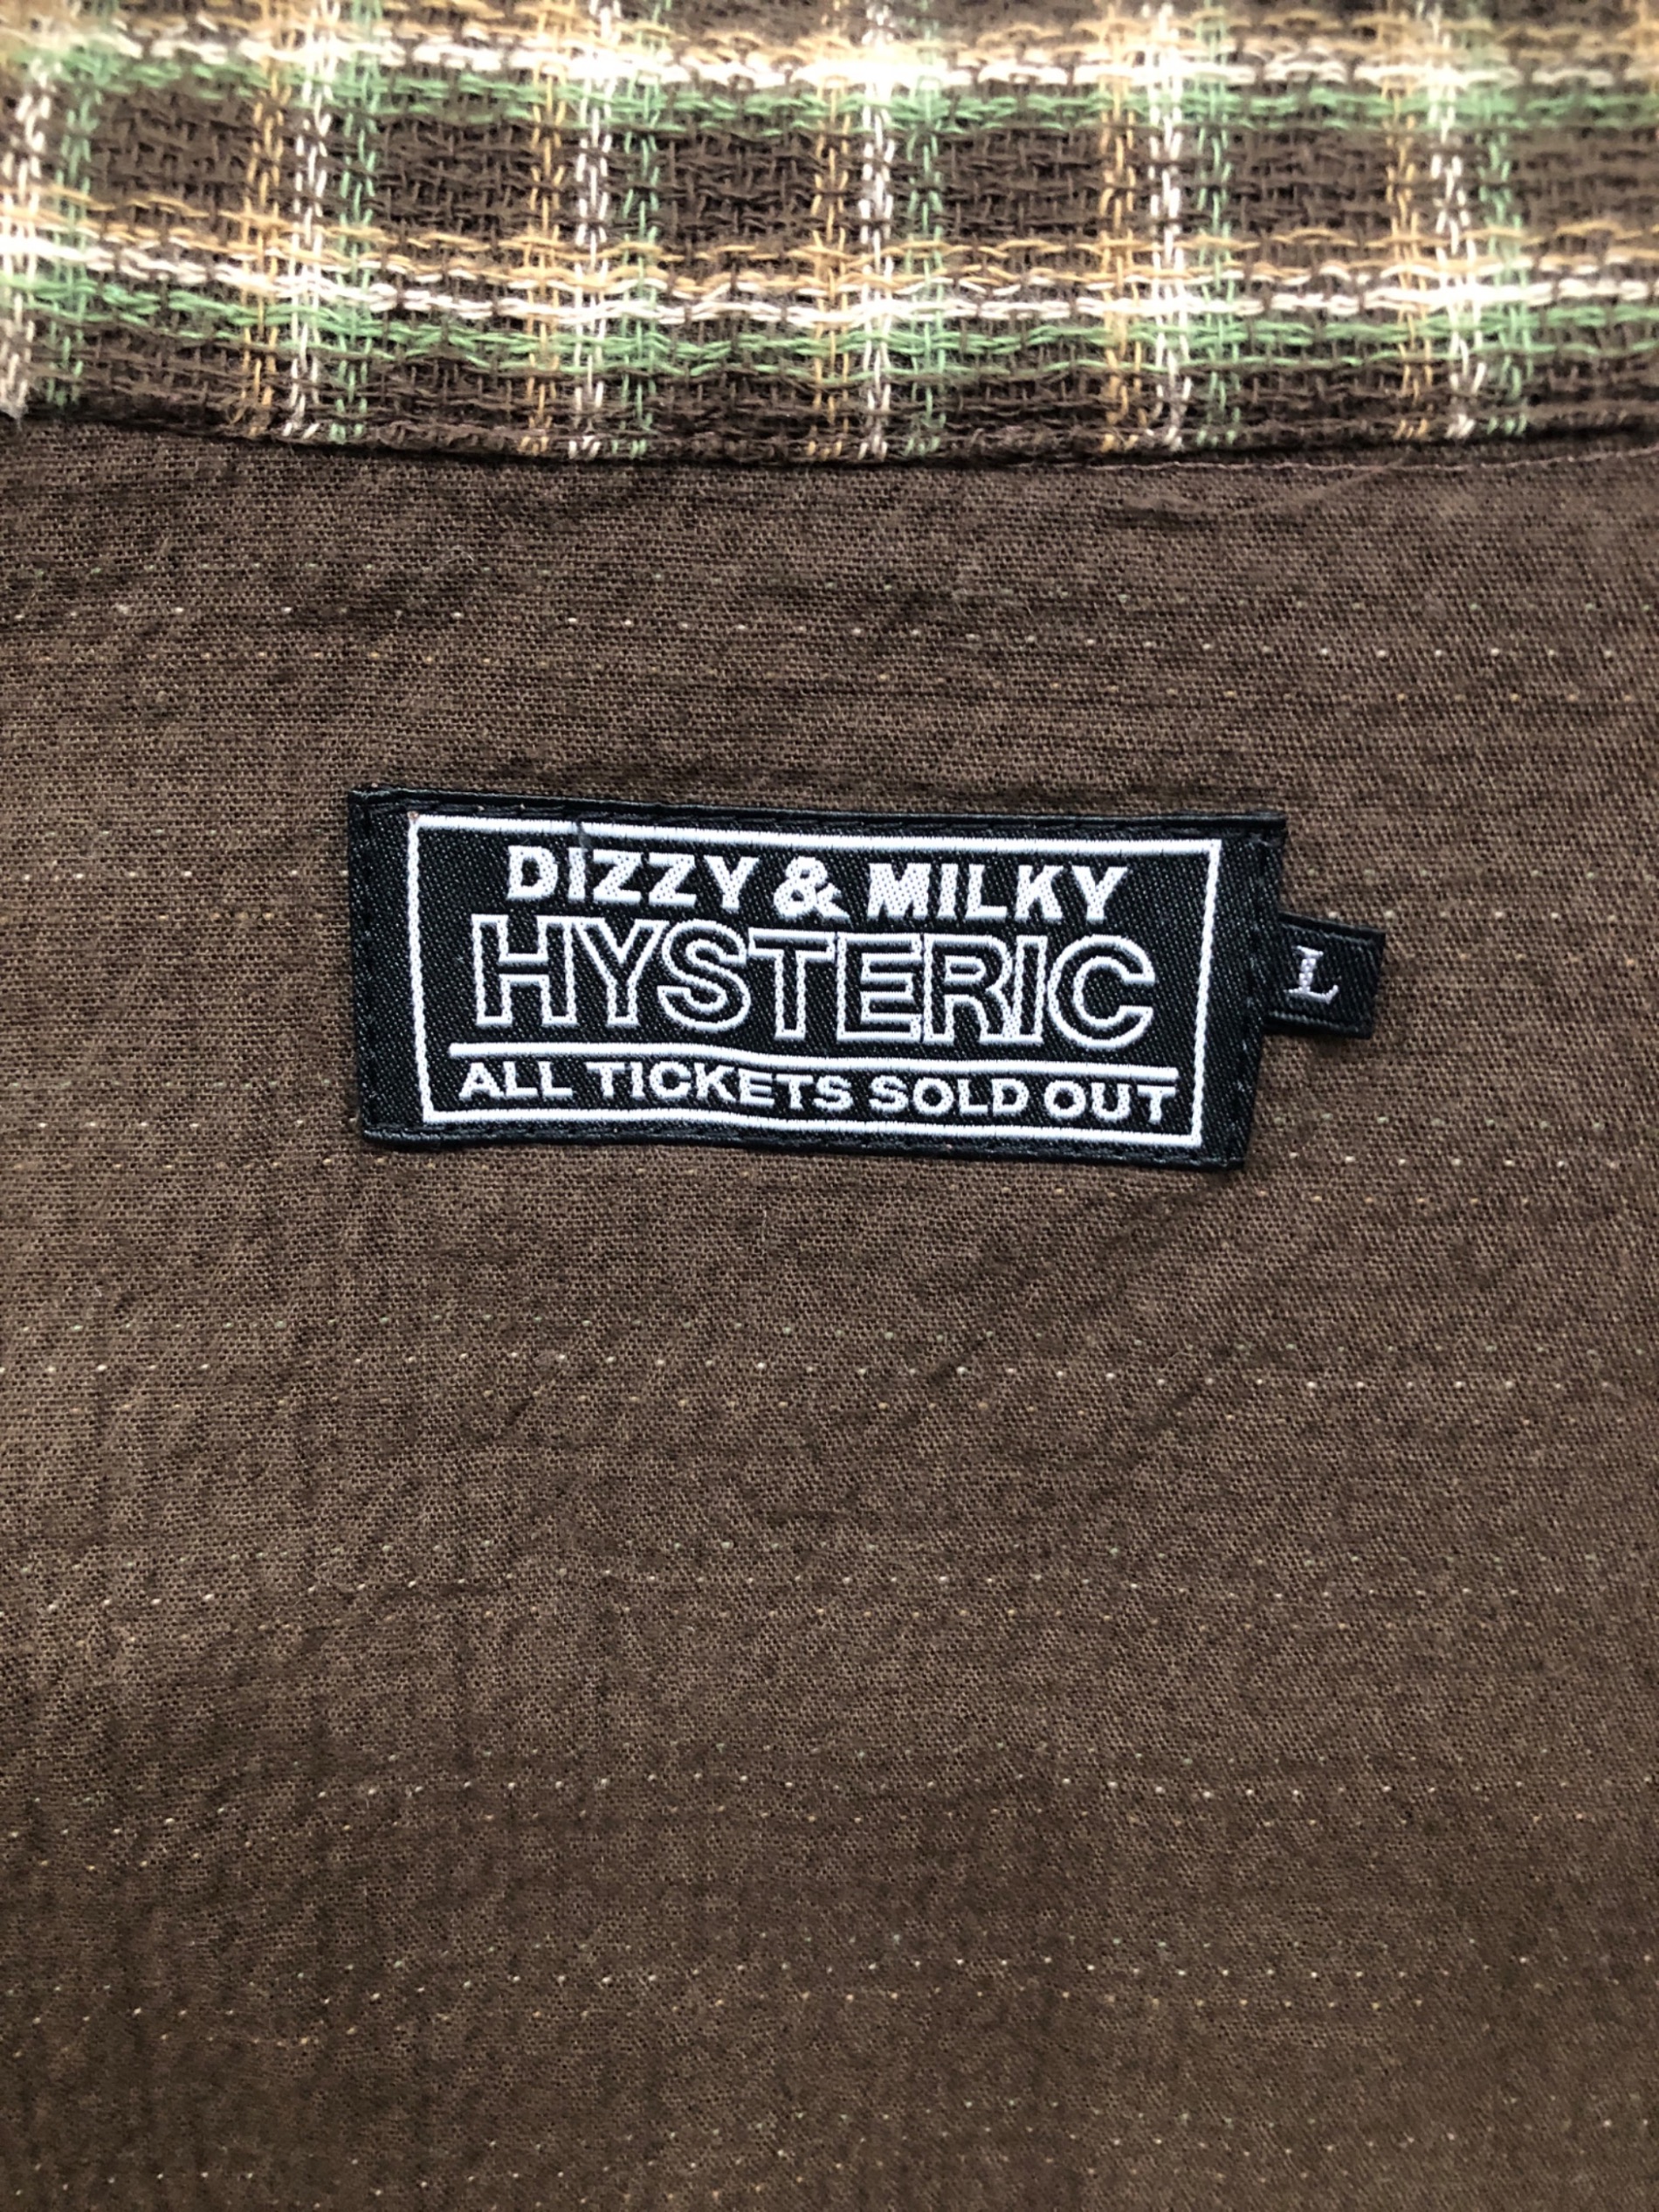 DIZZY & MILKY
HYSTERIC
ALL TICKETS SOLD OUT
L